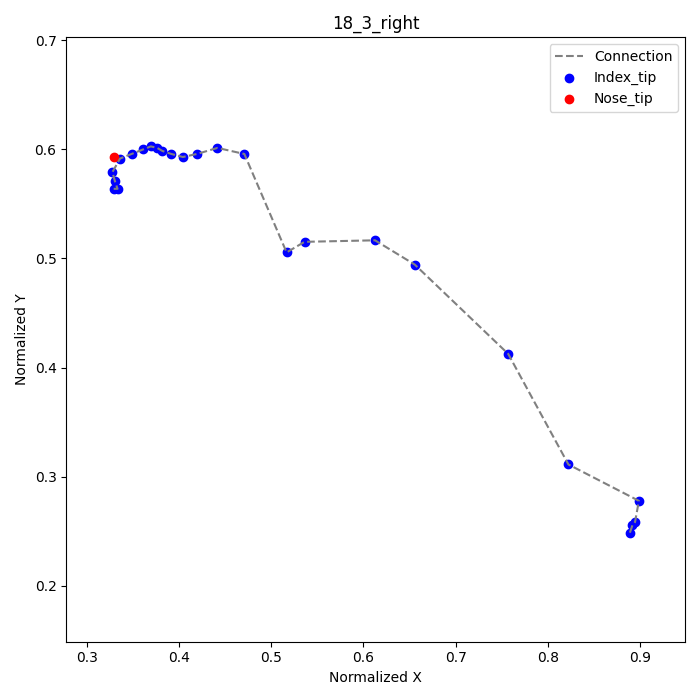 18_3_right
Connection
Index_tip
Nose_tip
0.7
0.6
0.5
0.4
0.3
0.2
Normalized Y
0.3 0.4 0.5 0.6 0.7 0.8 0.9
Normalized X